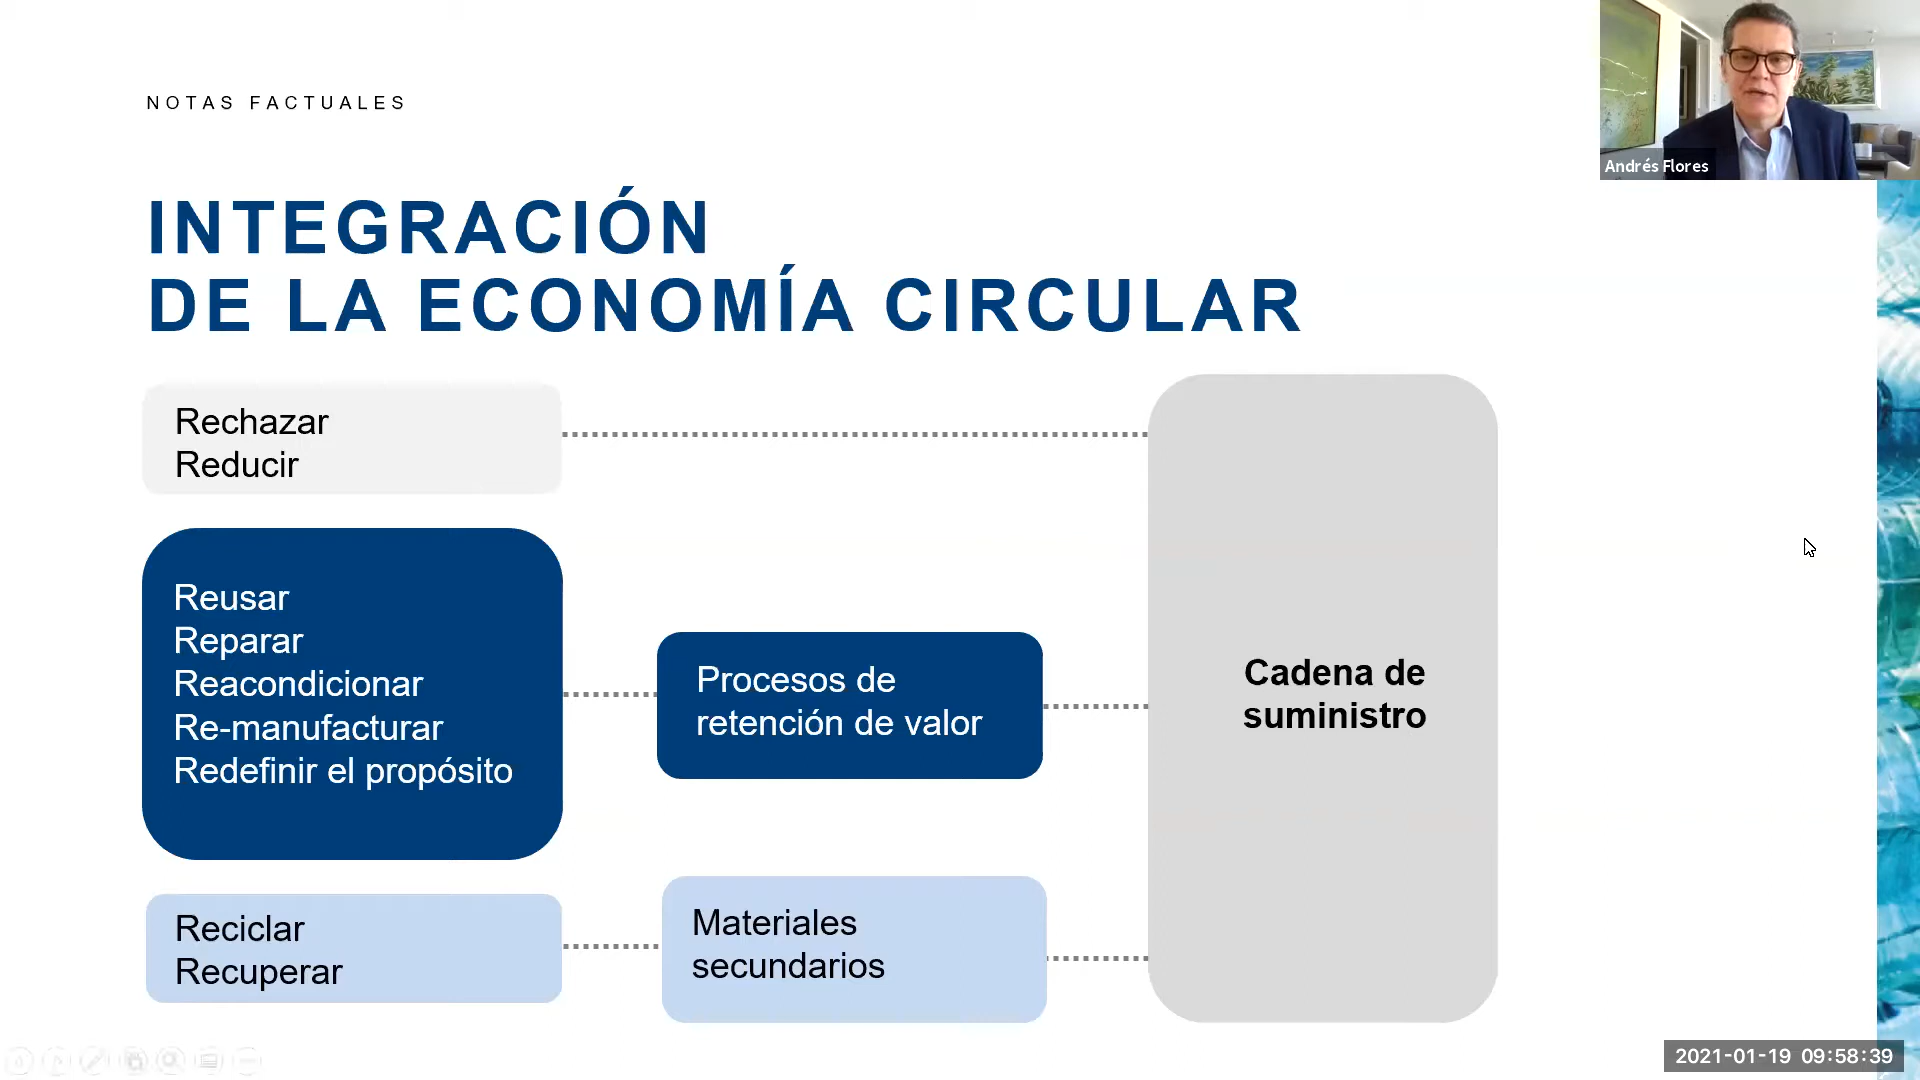 NOTAS FACTUALES
Andrés Flores
INTEGRACIÓN
DE LA ECONOMÍA CIRCULAR
Rechazar
Reducir
Reusar
Reparar
Reacondicionar
Re-manufacturar
Redefinir el propósito
Procesos de
retención de valor
Cadena de
suministro
Reciclar
Recuperar
Materiales
secundarios
2021-01-19 09:58:39